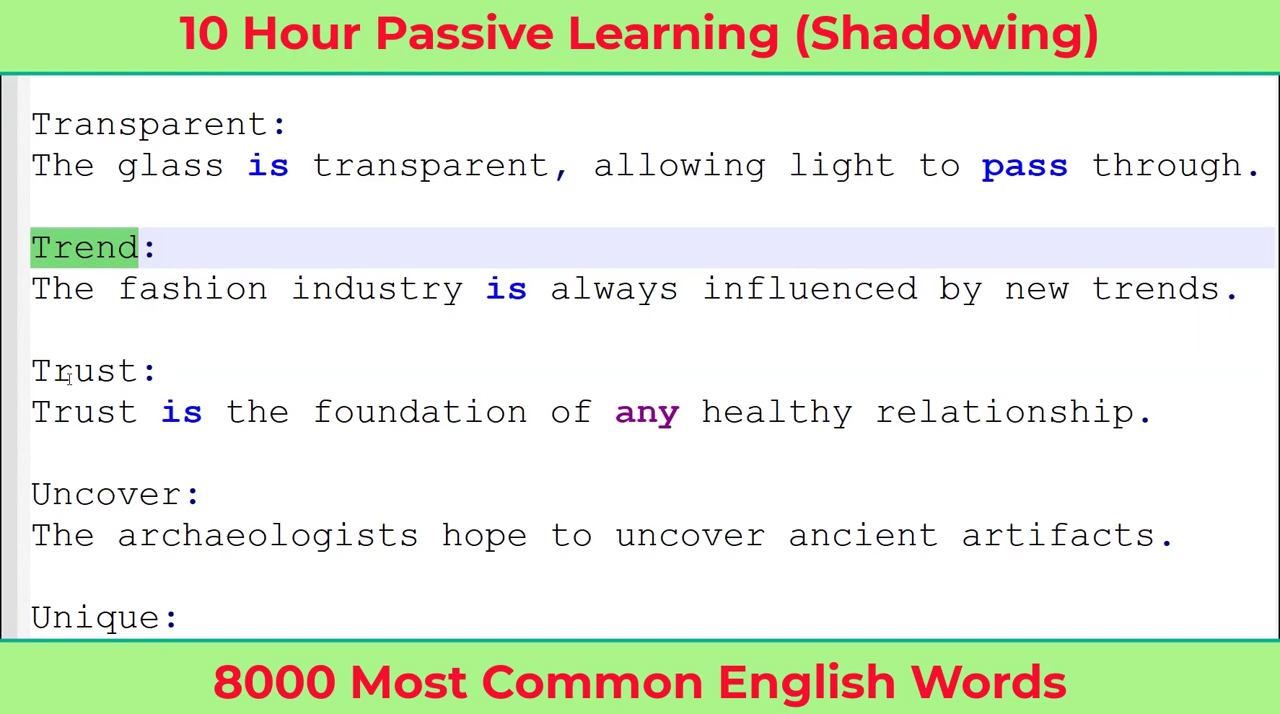 10 Hour Passive Learning (Shadowing)
Transparent:
The glass is transparent, allowing light to pass through.
Trend:
The fashion industry is always influenced by new trends.
Trust:
Trust is the foundation of any healthy relationship.
Uncover:
The archaeologists hope to uncover ancient artifacts.
Unique:
8000 Most Common English Words